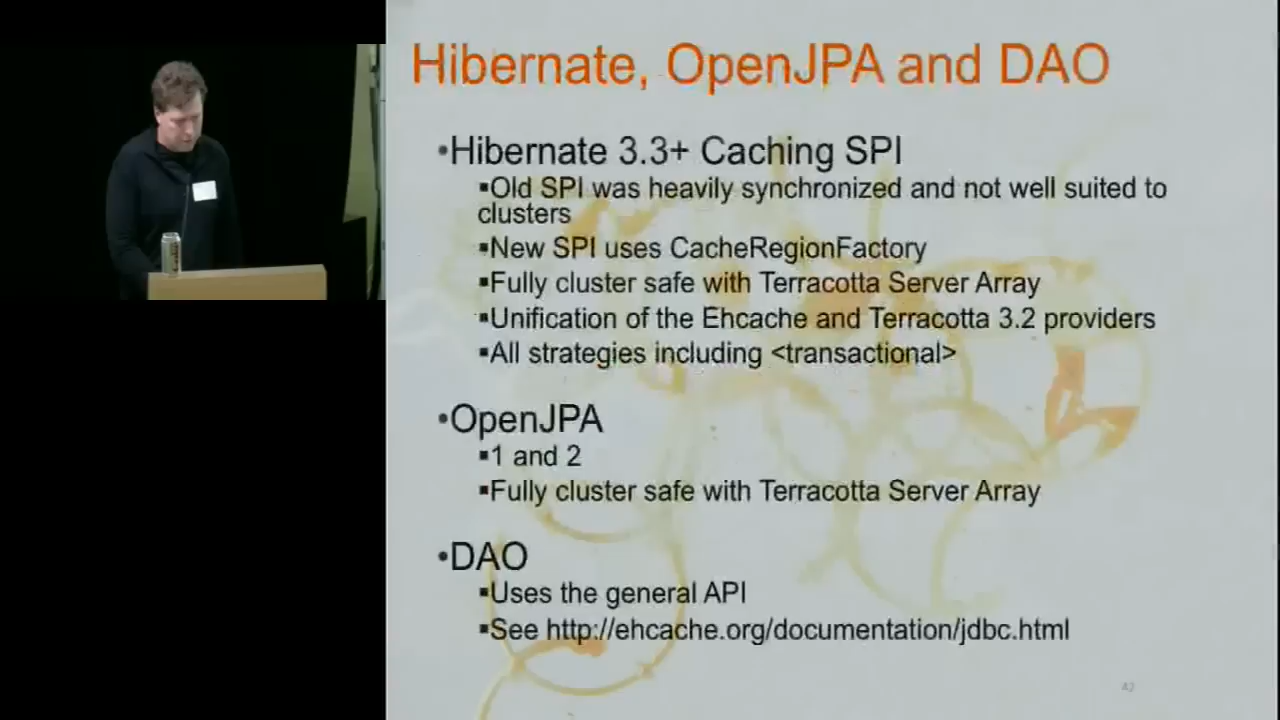 Hibernate, OpenJPA and DAO
•Hibernate 3.3+ Caching SPI
▪Old SPI was heavily synchronized and not well suited to
clusters
▪New SPI uses CacheRegionFactory
▪Fully cluster safe with Terracotta Server Array
▪Unification of the Ehcache and Terracotta 3.2 providers
▪All strategies including <transactional>
•OpenJPA
▪1 and 2
▪Fully cluster safe with Terracotta Server Array
•DAO
▪Uses the general API
▪See http://ehcache.org/documentation/jdbc.html